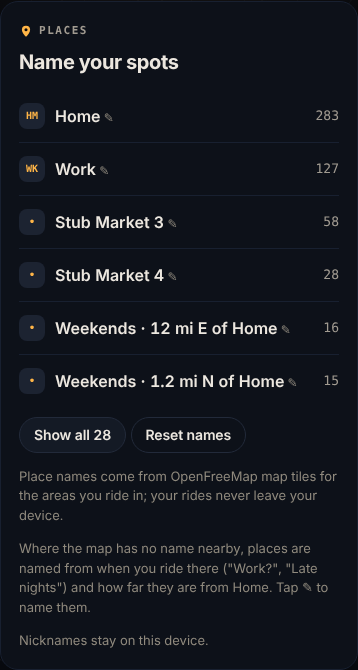 PLACES
Name your spots
HM Home ✎ 283
WK Work ✎ 127
• Stub Market 3 ✎ 58
• Stub Market 4 ✎ 28
• Weekends · 12 mi E of Home ✎ 16
• Weekends · 1.2 mi N of Home ✎ 15
Show all 28 Reset names
Place names come from OpenFreeMap map tiles for
the areas you ride in; your rides never leave your
device.
Where the map has no name nearby, places are
named from when you ride there ("Work?", "Late
nights") and how far they are from Home. Tap ✎ to
name them.
Nicknames stay on this device.